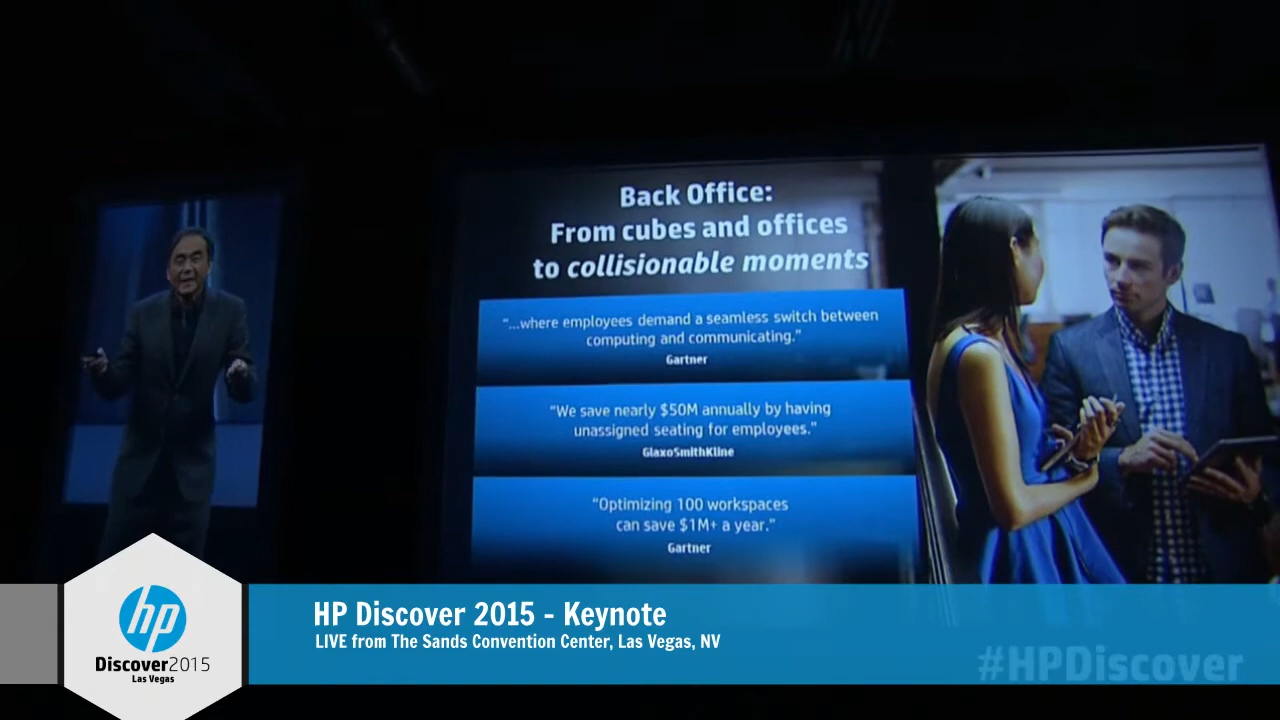 Back Office:
From cubes and offices
to collisionable moments
“...where employees demand a seamless switch between
computing and communicating.”
Gartner
“We save nearly $50M annually by having
unassigned seating for employees.”
GlaxoSmithKline
“Optimizing 100 workspaces
can save $1M+ a year.”
Gartner
hp
Discover2015
Las Vegas
HP Discover 2015 - Keynote
LIVE from The Sands Convention Center, Las Vegas, NV
#HPDiscover